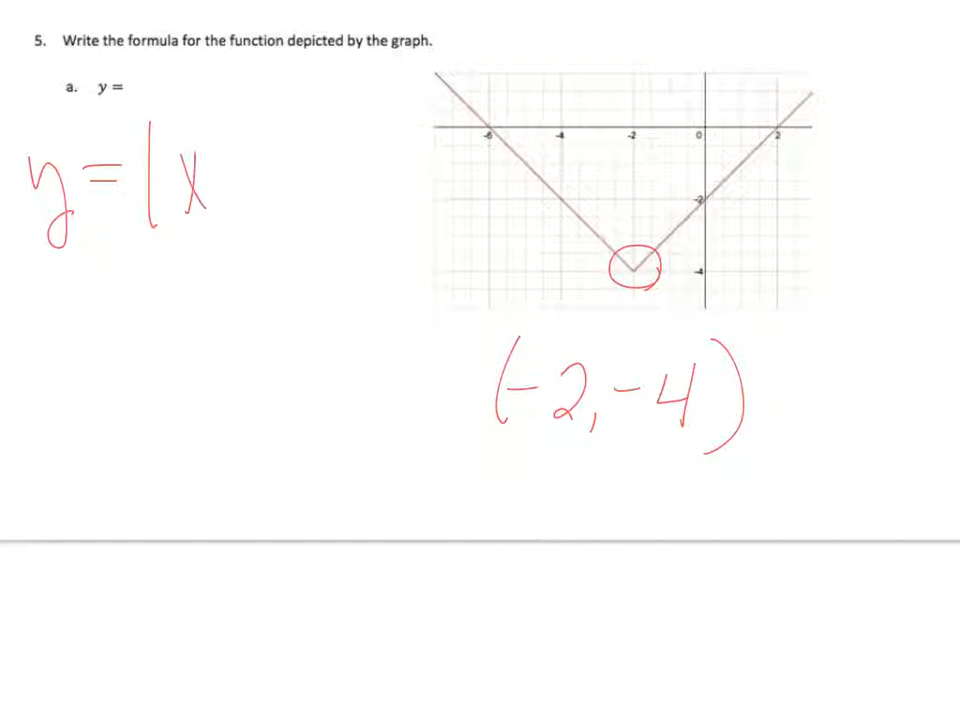 5. Write the formula for the function depicted by the graph.
a. y =
y = | x
-6 -4 -2 0 2
-2
-4
(-2, -4)